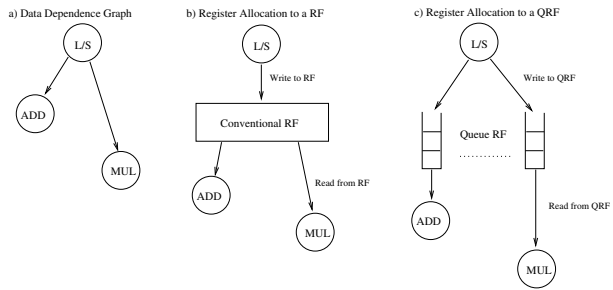 a) Data Dependence Graph
L/S
ADD
MUL
b) Register Allocation to a RF
L/S
Write to RF
Conventional RF
Read from RF
ADD
MUL
c) Register Allocation to a QRF
L/S
Write to QRF
Queue RF
ADD
Read from QRF
MUL